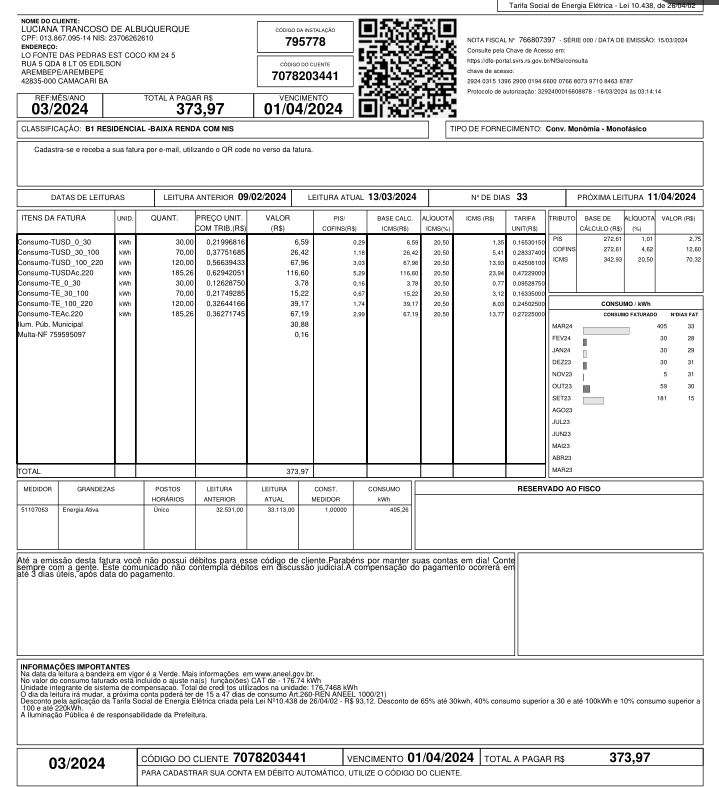 Tarifa Social de Energia Elétrica - Lei 10.438, de 26/04/02
NOME DO CLIENTE:
LUCIANA TRANCOSO DE ALBUQUERQUE
CPF: 013.867.095-14 NIS: 23706262610
ENDEREÇO:
LO FONTE DAS PEDRAS EST COCO KM 24 5
RUA 5 QDA 8 LT 05 EDILSON
AREMBEPE/AREMBEPE
42835-000 CAMACARI BA
CÓDIGO DA INSTALAÇÃO
795778
CÓDIGO DO CLIENTE
7078203441
NOTA FISCAL N° 766807397 - SÉRIE 000 / DATA DE EMISSÃO: 15/03/2024
Consulte pela Chave de Acesso em:
https://dfe-portal.svrs.rs.gov.br/Nf3e/consulta
chave de acesso:
2924 0315 1396 2900 0194 6600 0766 8073 9710 8463 8787
Protocolo de autorização: 3292400016608878 - 16/03/2024 às 03:14:14
REF:MÊS/ANO TOTAL A PAGAR R$ VENCIMENTO
03/2024 373,97 01/04/2024
CLASSIFICAÇÃO: B1 RESIDENCIAL -BAIXA RENDA COM NIS
TIPO DE FORNECIMENTO: Conv. Monômia - Monofásico
Cadastra-se e receba a sua fatura por e-mail, utilizando o QR code no verso da fatura.
DATAS DE LEITURAS LEITURA ANTERIOR 09/02/2024 LEITURA ATUAL 13/03/2024 N° DE DIAS 33 PRÓXIMA LEITURA 11/04/2024
ITENS DA FATURA UNID. QUANT. PREÇO UNIT. COM TRIB.(R$) VALOR (R$) PIS/ COFINS(R$) BASE CALC. ICMS(R$) ALÍQUOTA ICMS(%) ICMS (R$) TARIFA UNIT(R$)
Consumo-TUSD_0_30 kWh 30,00 0,21996816 6,59 0,29 6,59 20,50 1,35 0,16530150
Consumo-TUSD_30_100 kWh 70,00 0,37751685 26,42 1,18 26,42 20,50 5,41 0,28337400
Consumo-TUSD_100_220 kWh 120,00 0,56639433 67,96 3,03 67,96 20,50 13,93 0,42506100
Consumo-TUSDAc.220 kWh 185,26 0,62942051 116,60 5,29 116,60 20,50 23,94 0,47229000
Consumo-TE_0_30 kWh 30,00 0,12628750 3,78 0,16 3,78 20,50 0,77 0,09528750
Consumo-TE_30_100 kWh 70,00 0,21749285 15,22 0,67 15,22 20,50 3,12 0,16335000
Consumo-TE_100_220 kWh 120,00 0,32644166 39,17 1,74 39,17 20,50 8,03 0,24502500
Consumo-TEAc.220 kWh 185,26 0,36271745 67,19 2,99 67,19 20,50 13,77 0,27225000
Ilum. Púb. Municipal 30,88
Multa-NF 759595097 0,16
TOTAL 373,97
TRIBUTO BASE DE CÁLCULO (R$) ALÍQUOTA (%) VALOR (R$)
PIS 272,61 1,01 2,75
COFINS 272,61 4,62 12,60
ICMS 342,93 20,50 70,32
CONSUMO / kWh
CONSUMO FATURADO N°DIAS FAT
MAR24 405 33
FEV24 30 28
JAN24 30 29
DEZ23 30 31
NOV23 5 31
OUT23 59 30
SET23 181 15
AGO23
JUL23
JUN23
MAI23
ABR23
MAR23
MEDIDOR GRANDEZAS POSTOS HORÁRIOS LEITURA ANTERIOR LEITURA ATUAL CONST. MEDIDOR CONSUMO kWh
51107063 Energia Ativa Único 32.531,00 33.113,00 1,00000 405,26
RESERVADO AO FISCO
Até a emissão desta fatura você não possui débitos para esse código de cliente.Parabéns por manter suas contas em dia! Conte
sempre com a gente. Este comunicado não contempla débitos em discussão judicial.A compensação do pagamento ocorrerá em
até 3 dias úteis, após data do pagamento.
INFORMAÇÕES IMPORTANTES
Na data da leitura a bandeira em vigor é a Verde. Mais informações em www.aneel.gov.br.
No valor do consumo faturado está incluído o ajuste na(s) função(ões) CAT de - 176,74 kWh
Unidade integrante de sistema de compensacao. Total de creditos utilizados na unidade: 176,7468 kWh
O dia da leitura irá mudar, a próxima conta poderá ter de 15 a 47 dias de consumo Art.260-REN ANEEL 1000/21)
Desconto pela aplicação da Tarifa Social de Energia Elétrica criada pela Lei Nº10.438 de 26/04/02 - R$ 93,12. Desconto de 65% até 30kwh, 40% consumo superior a 30 e até 100kWh e 10% consumo superior a
100 e até 220kWh.
A Iluminação Pública é de responsabilidade da Prefeitura.
03/2024
CÓDIGO DO CLIENTE 7078203441 VENCIMENTO 01/04/2024 TOTAL A PAGAR R$ 373,97
PARA CADASTRAR SUA CONTA EM DÉBITO AUTOMÁTICO, UTILIZE O CÓDIGO DO CLIENTE.